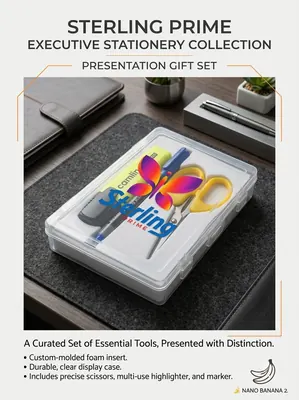 STERLING PRIME
EXECUTIVE STATIONERY COLLECTION
PRESENTATION GIFT SET
camlin
Sterling
PRIME
A Curated Set of Essential Tools, Presented with Distinction.
• Custom-molded foam insert.
• Durable, clear display case.
• Includes precise scissors, multi-use highlighter, and marker.
NANO BANANA 2